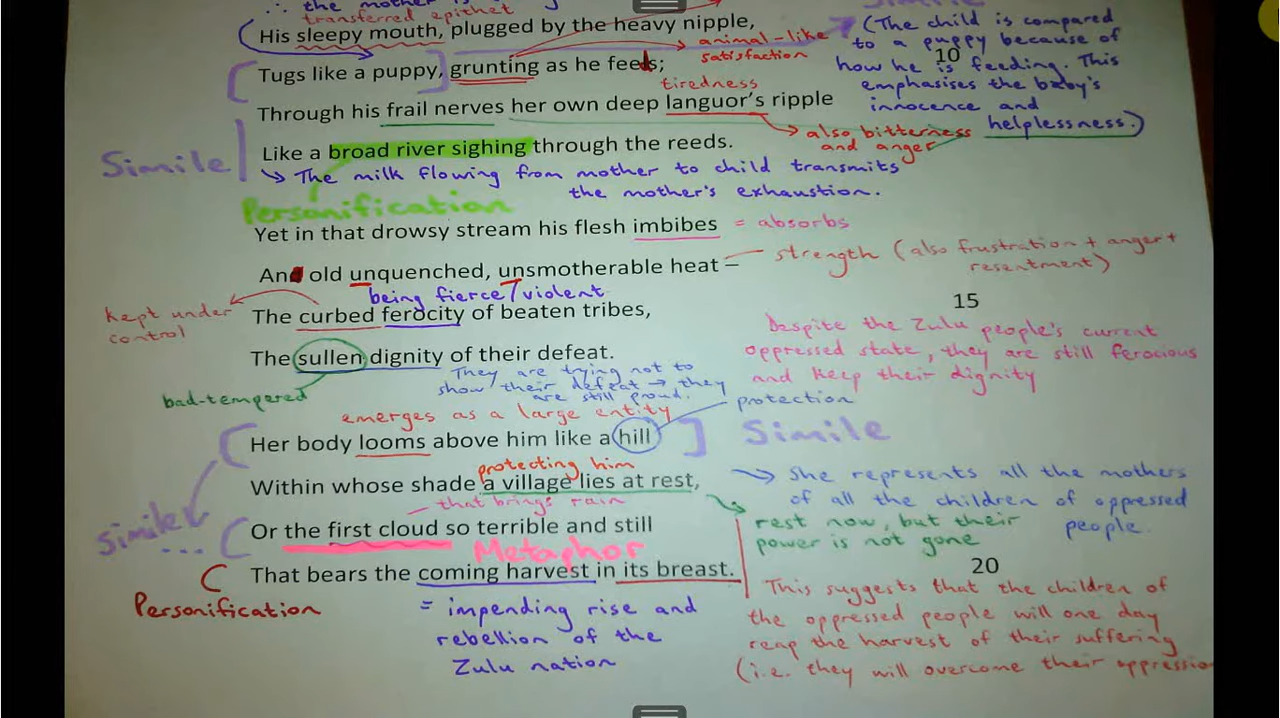 ∴ the mother is
transferred epithet
Simile
His sleepy mouth, plugged by the heavy nipple,
(The child is compared
to a puppy because of
how he is feeding. This
emphasises the baby's
innocence and
helplessness.)
animal-like
satisfaction
10
Tugs like a puppy, grunting as he feeds;
tiredness
Through his frail nerves her own deep languor's ripple
also bitterness
and anger
Simile
Like a broad river sighing through the reeds.
↳ The milk flowing from mother to child transmits
the mother's exhaustion.
Personification
Yet in that drowsy stream his flesh imbibes = absorbs
And old unquenched, unsmotherable heat –
strength (also frustration + anger +
resentment)
being fierce/violent
kept under
control
15
The curbed ferocity of beaten tribes,
Despite the Zulu people's current
oppressed state, they are still ferocious
and keep their dignity
The sullen dignity of their defeat.
They are trying not to
show their defeat → they
are still proud.
bad-tempered
protection
emerges as a large entity
Her body looms above him like a hill
Simile
protecting him
Within whose shade a village lies at rest,
→ She represents all the mothers
of all the children of oppressed
people.
that brings rain
rest now, but their
power is not gone
Simile
...
Or the first cloud so terrible and still
Metaphor
20
That bears the coming harvest in its breast.
Personification
= impending rise and
rebellion of the
Zulu nation
This suggests that the children of
the oppressed people will one day
reap the harvest of their suffering
(i.e. they will overcome their oppression